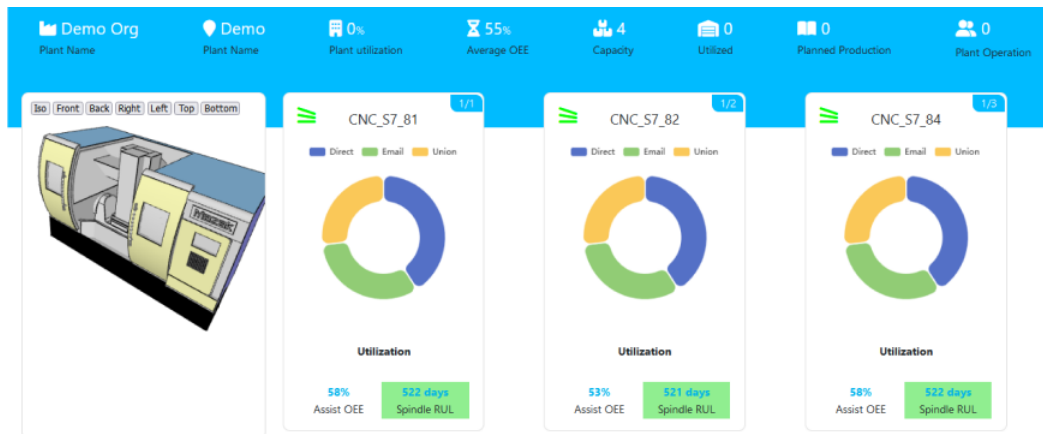 Demo Org
Plant Name
Demo
Plant Name
0%
Plant utilization
55%
Average OEE
4
Capacity
0
Utilized
0
Planned Production
0
Plant Operation
Iso Front Back Right Left Top Bottom
Mazak
1/1
CNC_S7_81
Direct Email Union
Utilization
58%
Assist OEE
522 days
Spindle RUL
1/2
CNC_S7_82
Direct Email Union
Utilization
53%
Assist OEE
521 days
Spindle RUL
1/3
CNC_S7_84
Direct Email Union
Utilization
58%
Assist OEE
522 days
Spindle RUL